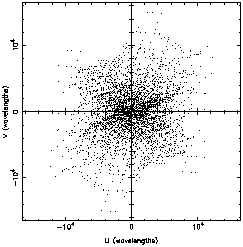 10⁴
0
−10⁴
V (wavelengths)
−10⁴ 0 10⁴
U (wavelengths)